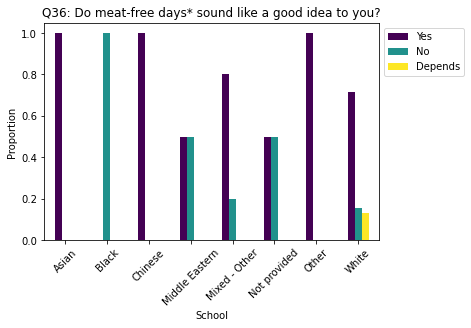 Q36: Do meat-free days* sound like a good idea to you?
Yes
No
Depends
Proportion
1.0
0.8
0.6
0.4
0.2
0.0
Asian
Black
Chinese
Middle Eastern
Mixed - Other
Not provided
Other
White
School